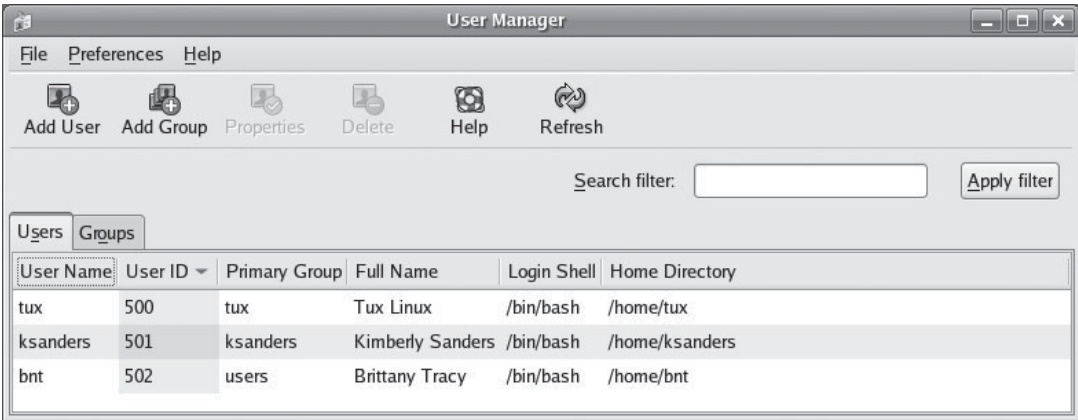 User Manager
File Preferences Help
Add User Add Group Properties Delete Help Refresh
Search filter: Apply filter
Users Groups
User Name User ID Primary Group Full Name Login Shell Home Directory
tux 500 tux Tux Linux /bin/bash /home/tux
ksanders 501 ksanders Kimberly Sanders /bin/bash /home/ksanders
bnt 502 users Brittany Tracy /bin/bash /home/bnt